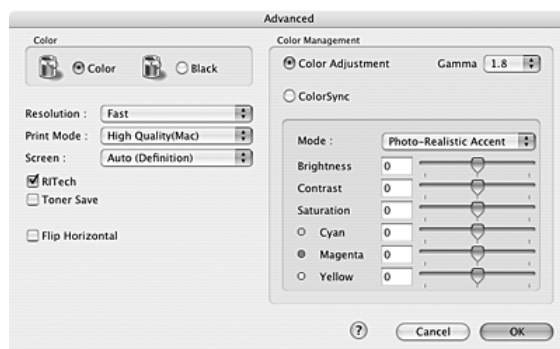 Advanced
Color
Color
Black
Resolution : Fast
Print Mode : High Quality(Mac)
Screen : Auto (Definition)
RITech
Toner Save
Flip Horizontal
Color Management
Color Adjustment Gamma 1.8
ColorSync
Mode : Photo-Realistic Accent
Brightness 0
Contrast 0
Saturation 0
Cyan 0
Magenta 0
Yellow 0
? Cancel OK